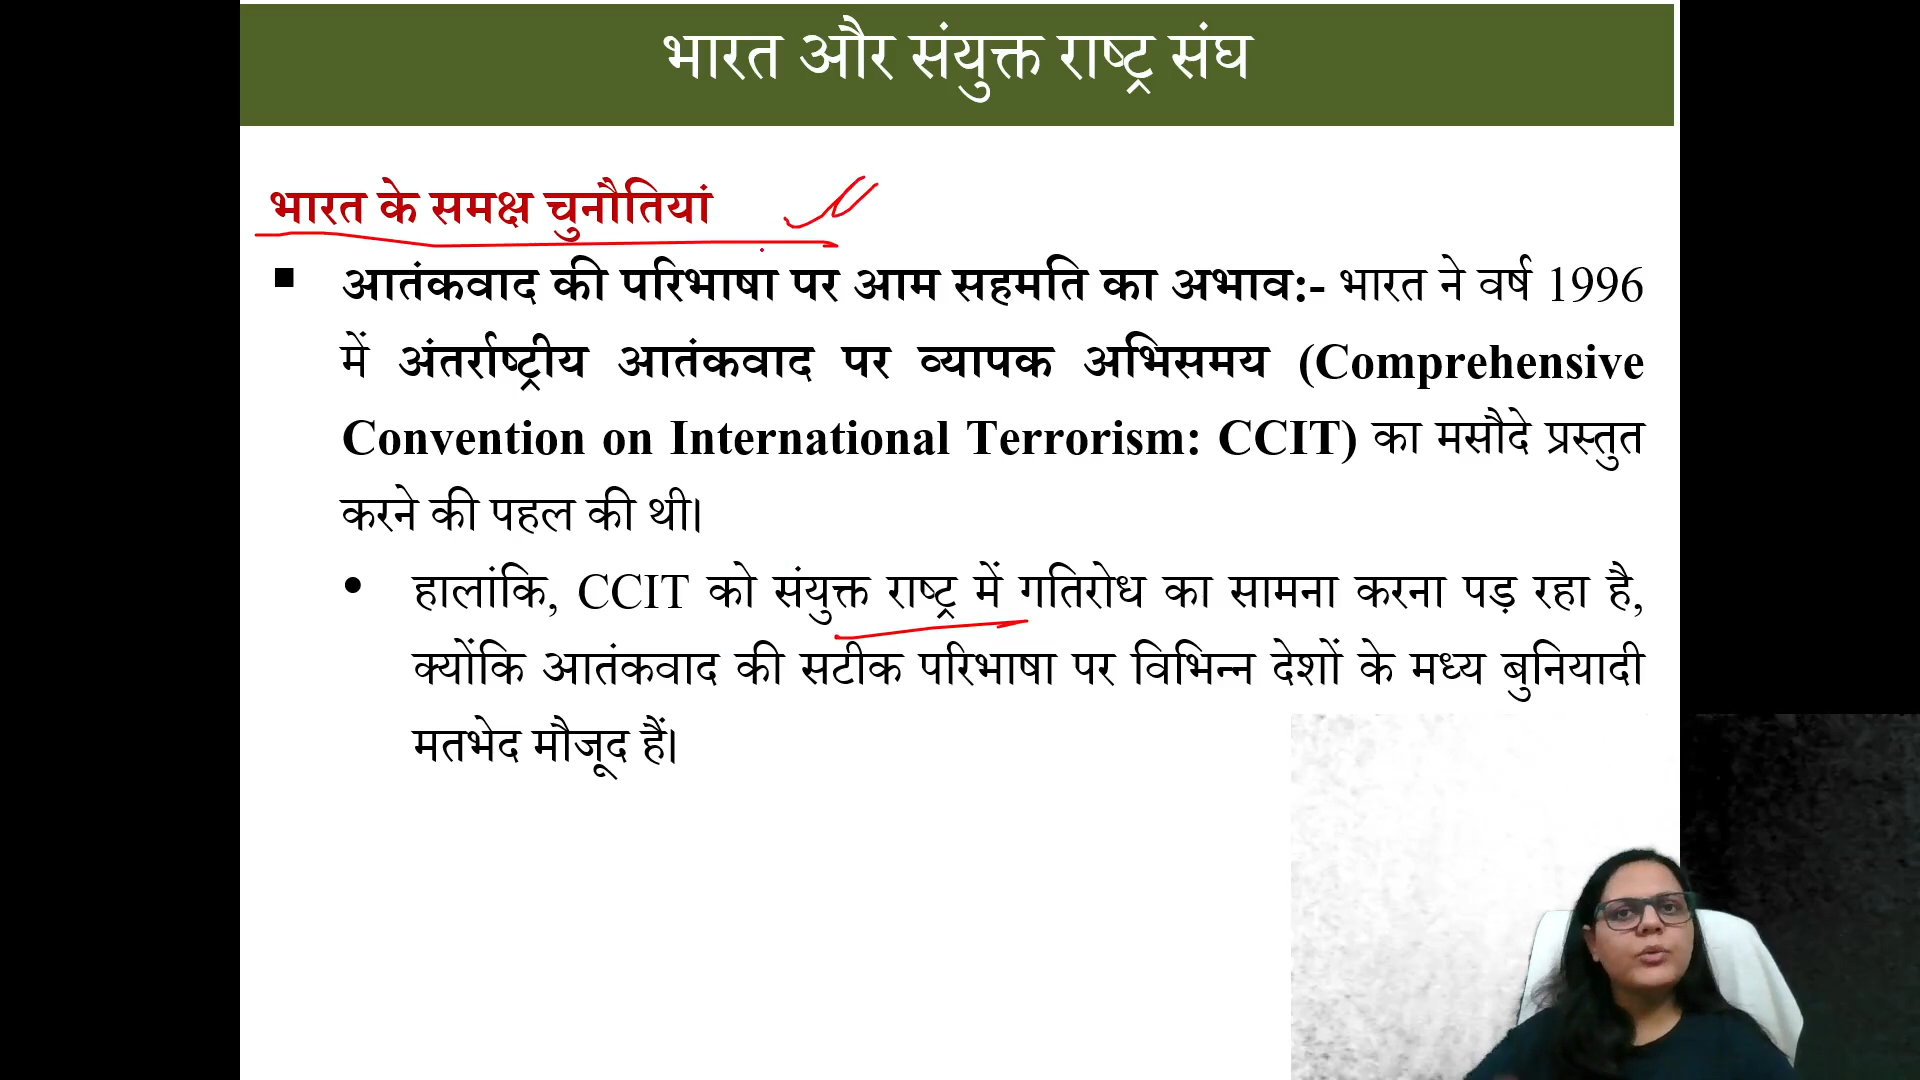 भारत और संयुक्त राष्ट्र संघ
भारत के समक्ष चुनौतियां
▪ आतंकवाद की परिभाषा पर आम सहमति का अभाव:- भारत ने वर्ष 1996
में अंतर्राष्ट्रीय आतंकवाद पर व्यापक अभिसमय (Comprehensive
Convention on International Terrorism: CCIT) का मसौदे प्रस्तुत
करने की पहल की थी।
• हालांकि, CCIT को संयुक्त राष्ट्र में गतिरोध का सामना करना पड़ रहा है,
क्योंकि आतंकवाद की सटीक परिभाषा पर विभिन्न देशों के मध्य बुनियादी
मतभेद मौजूद हैं।